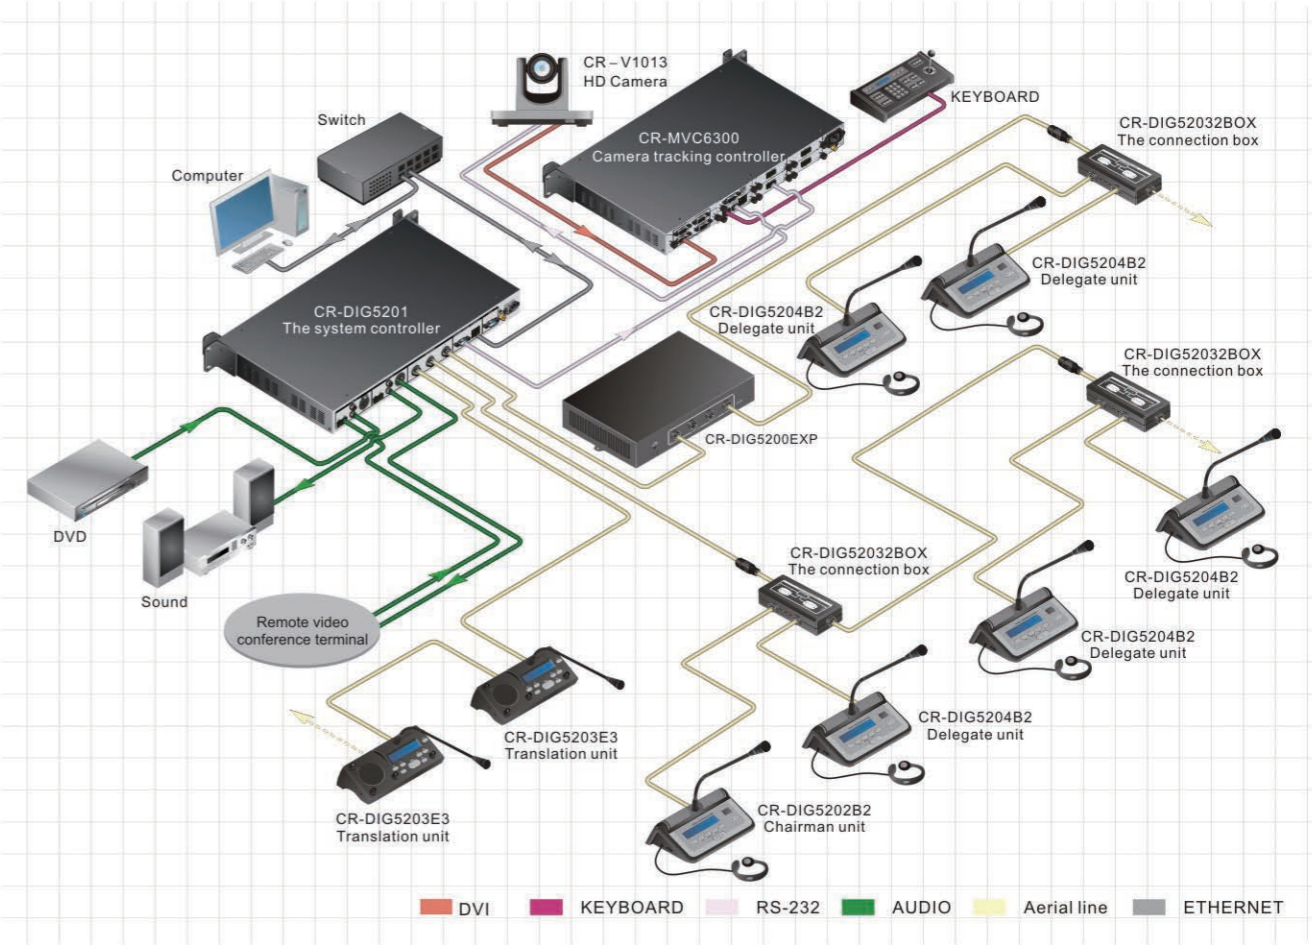 CR – V1013
HD Camera
KEYBOARD
Switch
CR-MVC6300
Camera tracking controller
CR-DIG52032BOX
The connection box
Computer
CR-DIG5204B2
Delegate unit
CR-DIG5201
The system controller
CR-DIG5204B2
Delegate unit
CR-DIG52032BOX
The connection box
CR-DIG5200EXP
DVD
Sound
CR-DIG52032BOX
The connection box
CR-DIG5204B2
Delegate unit
Remote video
conference terminal
CR-DIG5204B2
Delegate unit
CR-DIG5203E3
Translation unit
CR-DIG5204B2
Delegate unit
CR-DIG5203E3
Translation unit
CR-DIG5202B2
Chairman unit
DVI
KEYBOARD
RS-232
AUDIO
Aerial line
ETHERNET